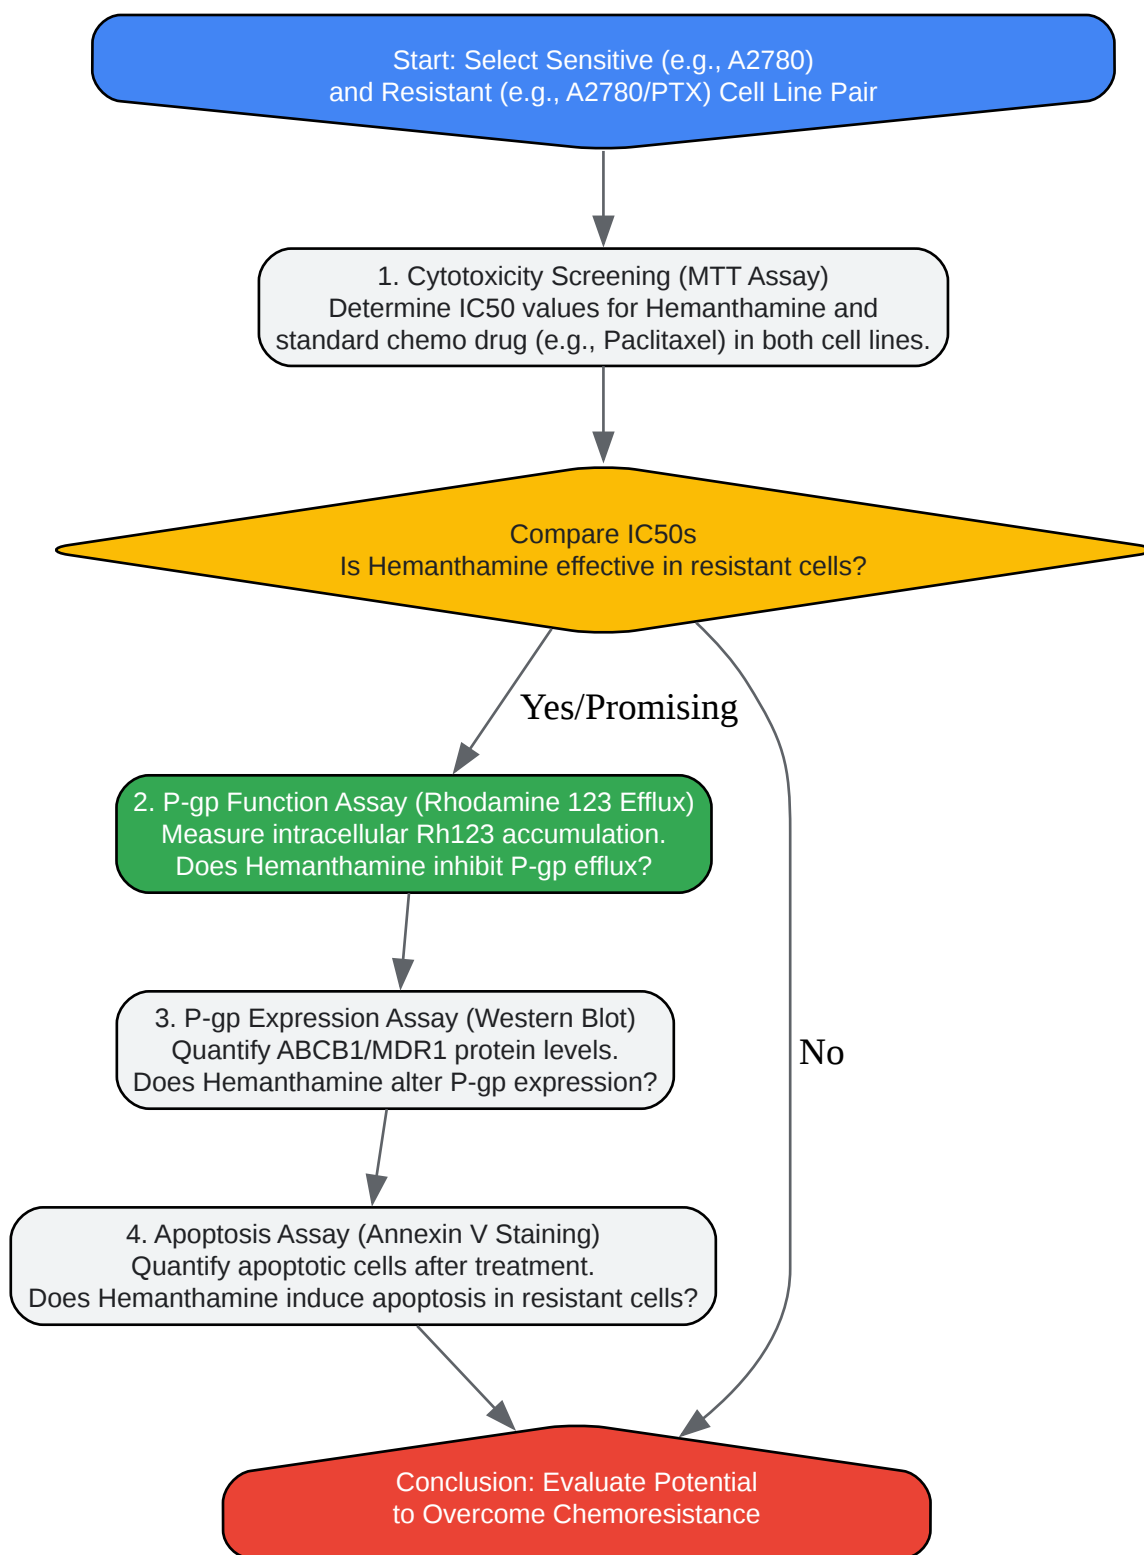 Start: Select Sensitive (e.g., A2780)
and Resistant (e.g., A2780/PTX) Cell Line Pair
1. Cytotoxicity Screening (MTT Assay)
Determine IC50 values for Hemanthamine and
standard chemo drug (e.g., Paclitaxel) in both cell lines.
Compare IC50s
Is Hemanthamine effective in resistant cells?
Yes/Promising
2. P-gp Function Assay (Rhodamine 123 Efflux)
Measure intracellular Rh123 accumulation.
Does Hemanthamine inhibit P-gp efflux?
3. P-gp Expression Assay (Western Blot)
Quantify ABCB1/MDR1 protein levels.
Does Hemanthamine alter P-gp expression?
No
4. Apoptosis Assay (Annexin V Staining)
Quantify apoptotic cells after treatment.
Does Hemanthamine induce apoptosis in resistant cells?
Conclusion: Evaluate Potential
to Overcome Chemoresistance